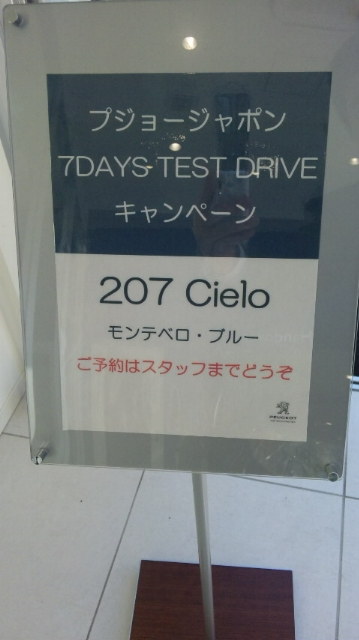 プジョージャポン
7DAYS TEST DRIVE
キャンペーン
207 Cielo
モンテベロ・ブルー
ご予約はスタッフまでどうぞ
PEUGEOT